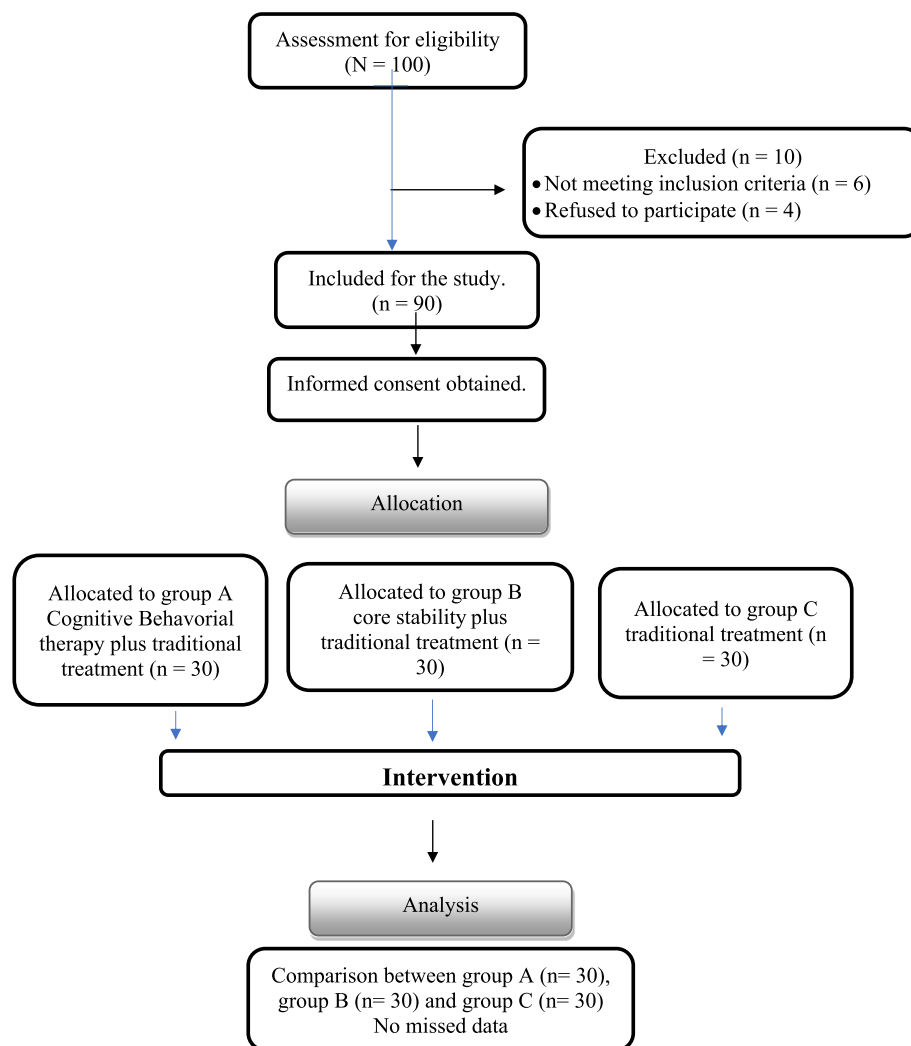 Assessment for eligibility
(N = 100)
Excluded (n = 10)
•Not meeting inclusion criteria (n = 6)
•Refused to participate (n = 4)
Included for the study.
(n = 90)
Informed consent obtained.
Allocation
Allocated to group A
Cognitive Behavorial
therapy plus traditional
treatment (n = 30)
Allocated to group B
core stability plus
traditional treatment (n =
30)
Allocated to group C
traditional treatment (n
= 30)
Intervention
Analysis
Comparison between group A (n= 30),
group B (n= 30) and group C (n= 30)
No missed data